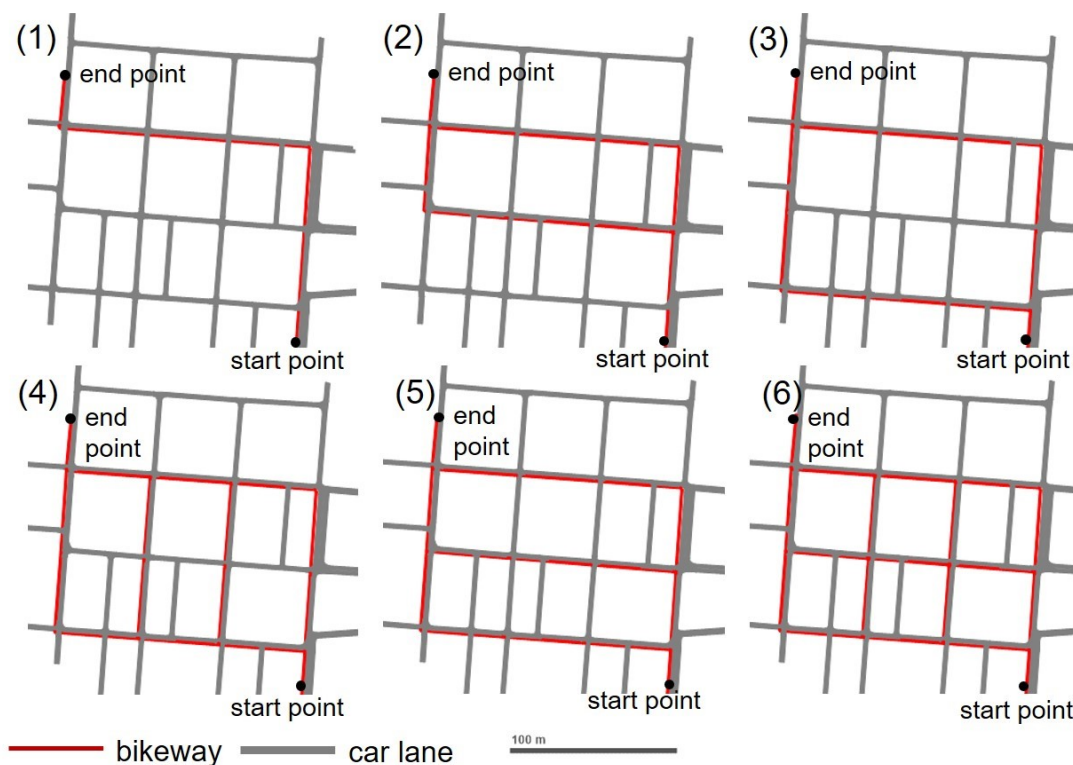 (1)
end point
start point
(2)
end point
start point
(3)
end point
start point
(4)
end
point
start point
(5)
end
point
start point
(6)
end
point
start point
bikeway
car lane
100 m